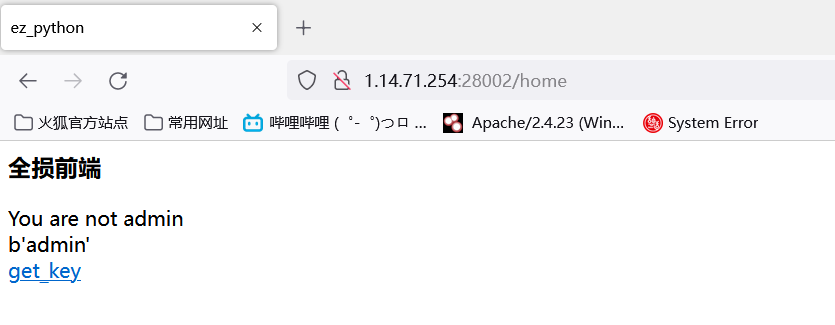 ez_python
1.14.71.254:28002/home
火狐官方站点 常用网址 哔哩哔哩 ( ゜- ゜)つロ ... Apache/2.4.23 (Win... System Error
全损前端
You are not admin
b'admin'
get_key